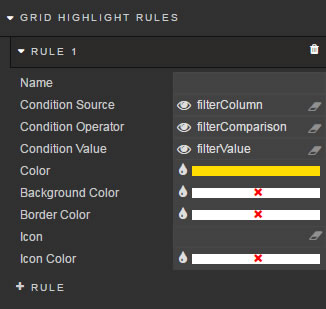 GRID HIGHLIGHT RULES
RULE 1
Name
Condition Source filterColumn
Condition Operator filterComparison
Condition Value filterValue
Color
Background Color
Border Color
Icon
Icon Color
RULE